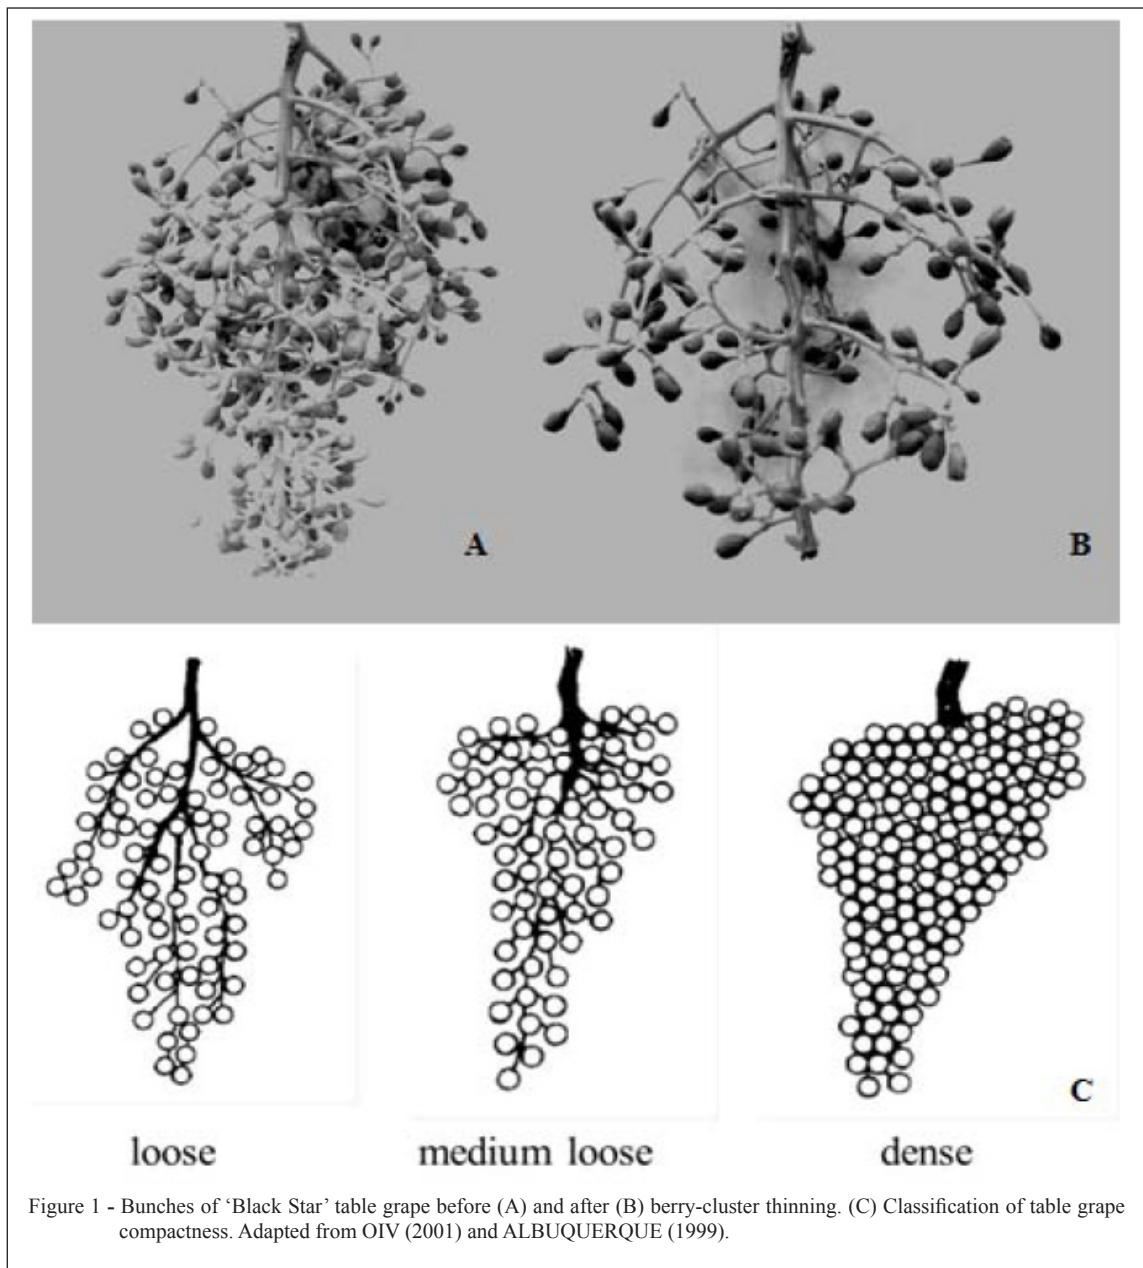 A
B
C
loose
medium loose
dense
Figure 1 - Bunches of ‘Black Star’ table grape before (A) and after (B) berry-cluster thinning. (C) Classification of table grape
compactness. Adapted from OIV (2001) and ALBUQUERQUE (1999).